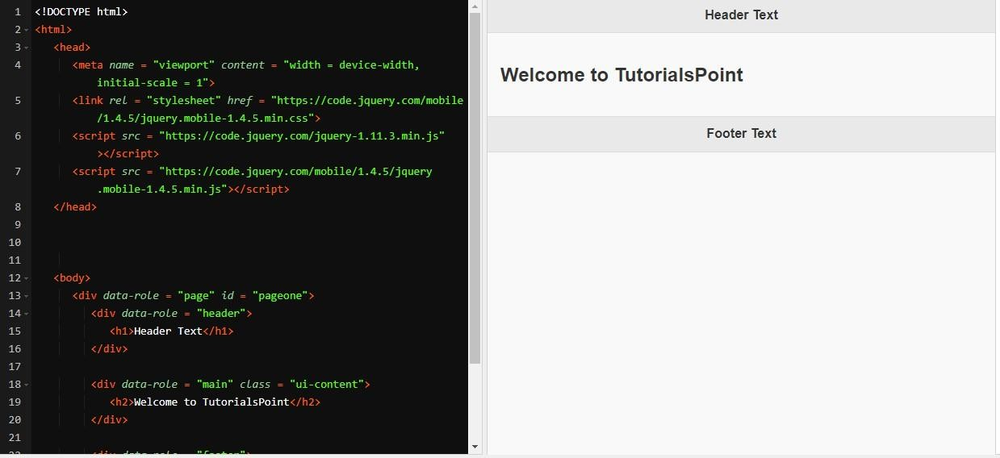 1 <!DOCTYPE html>
2 <html>
3 <head>
4 <meta name = "viewport" content = "width = device-width,
initial-scale = 1">
5 <link rel = "stylesheet" href = "https://code.jquery.com/mobile
/1.4.5/jquery.mobile-1.4.5.min.css">
6 <script src = "https://code.jquery.com/jquery-1.11.3.min.js"
></script>
7 <script src = "https://code.jquery.com/mobile/1.4.5/jquery
.mobile-1.4.5.min.js"></script>
8 </head>
9
10
11
12 <body>
13 <div data-role = "page" id = "pageone">
14 <div data-role = "header">
15 <h1>Header Text</h1>
16 </div>
17
18 <div data-role = "main" class = "ui-content">
19 <h2>Welcome to TutorialsPoint</h2>
20 </div>
21
22 <div data-role = "footer">
Header Text
Welcome to TutorialsPoint
Footer Text